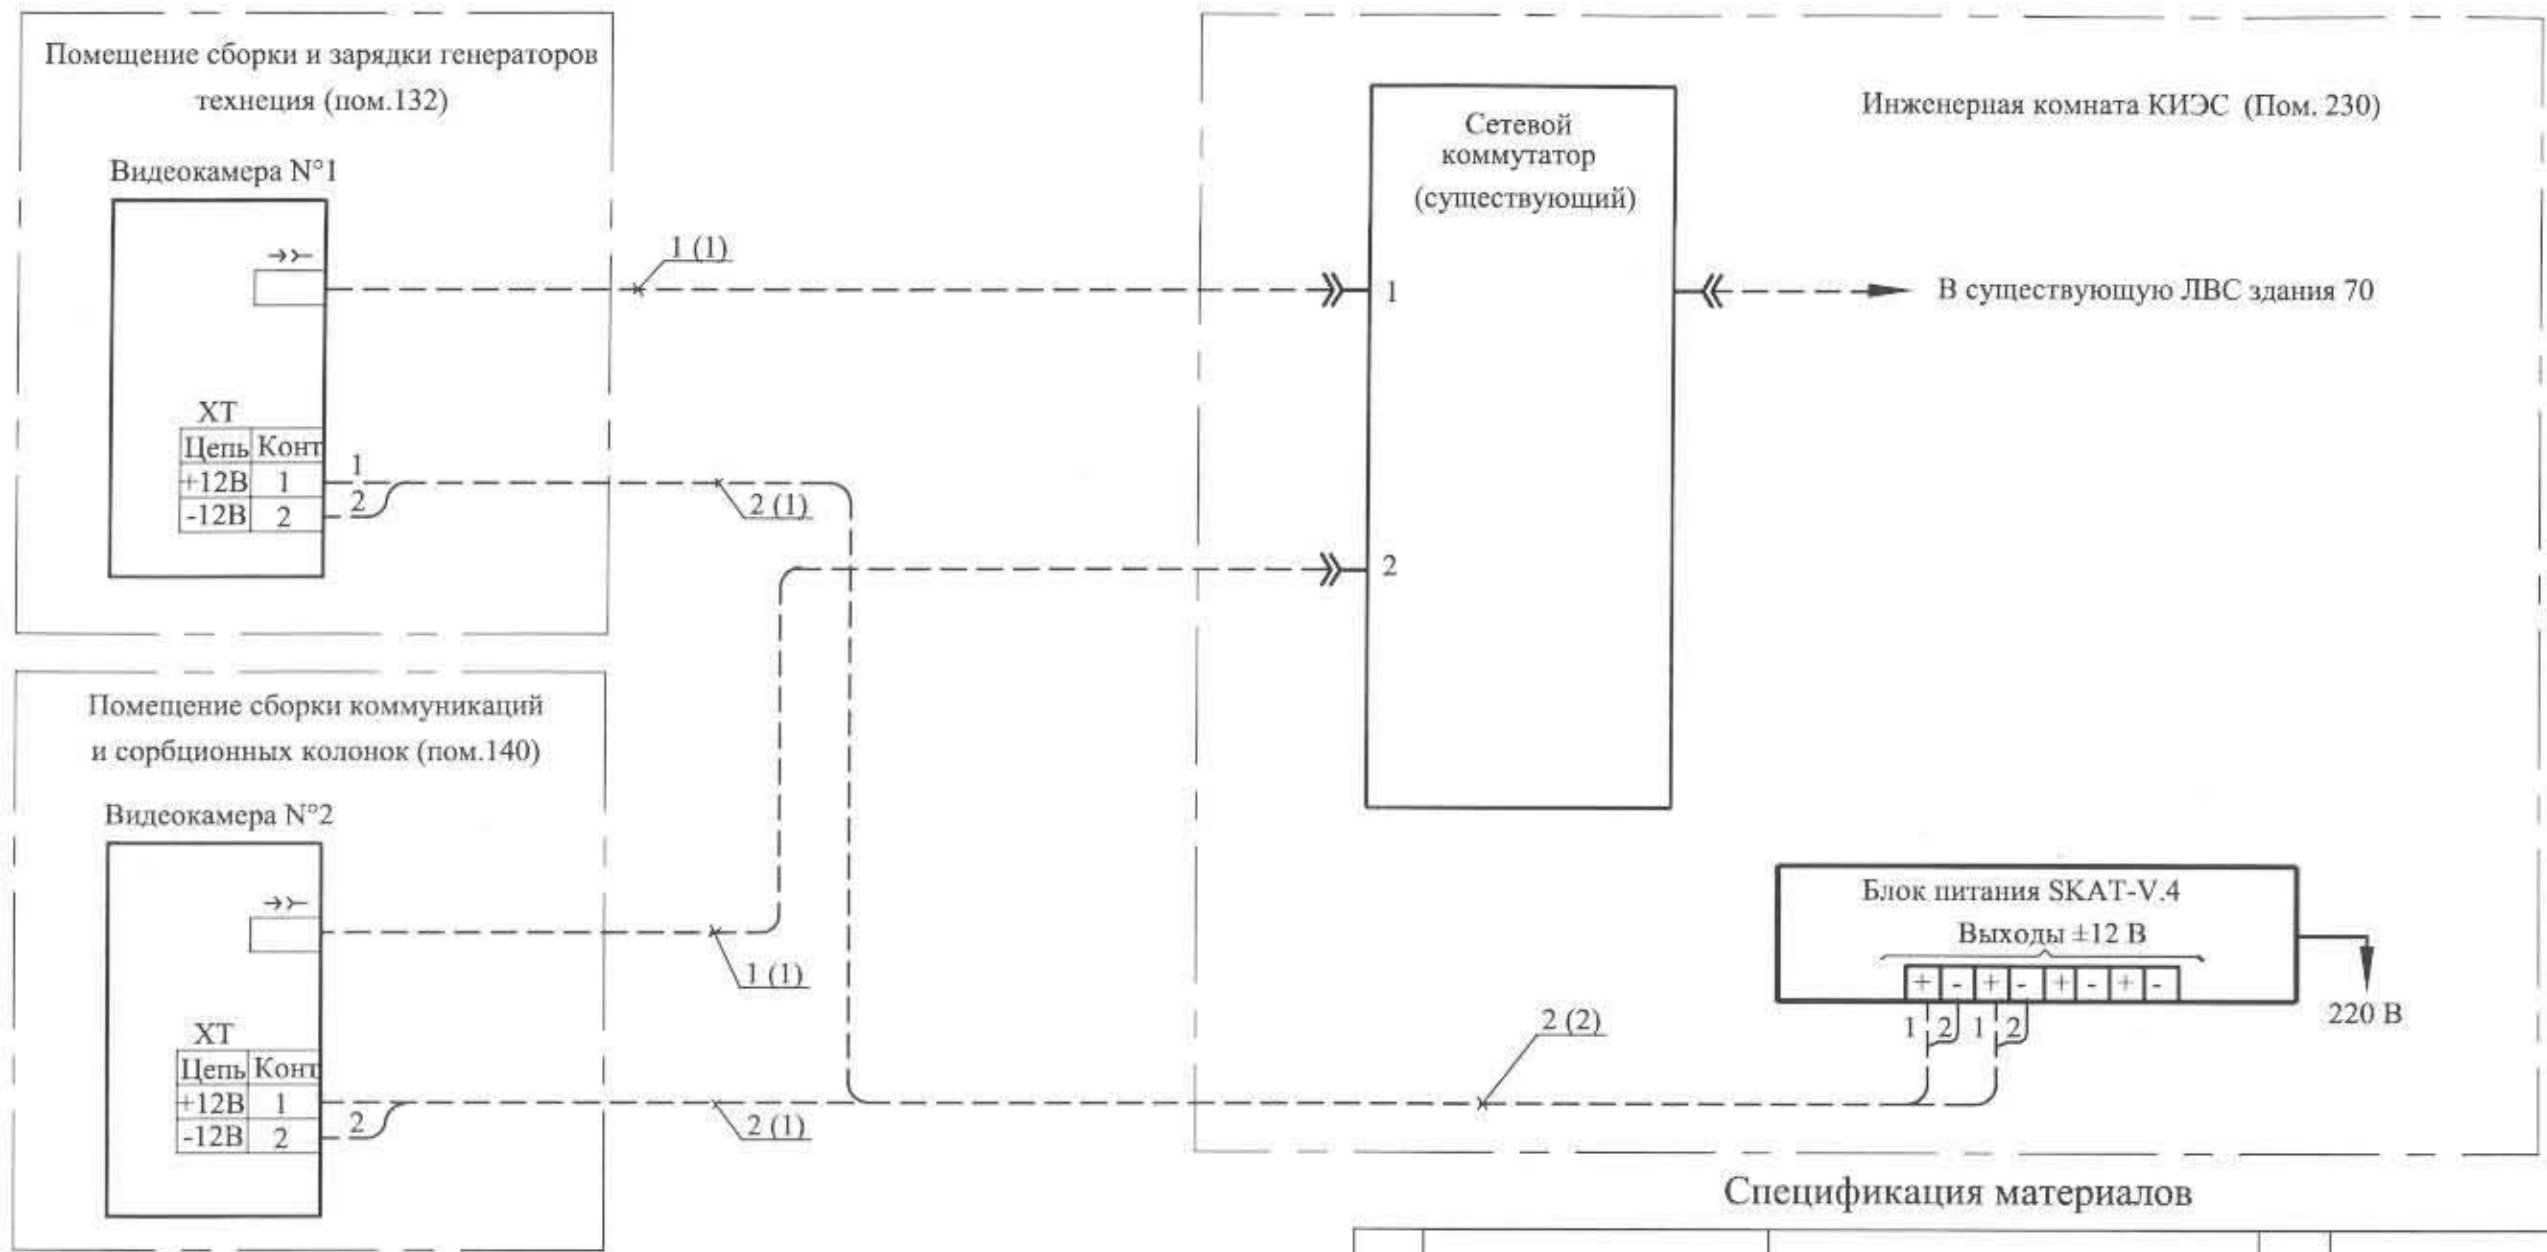 Помещение сборки и зарядки генераторов
технеция (пом.132)
Видеокамера N°1
1 (1)
ХТ
Цепь Конт
+12В 1
-12В 2
1
2
2 (1)
Помещение сборки коммуникаций
и сорбционных колонок (пом.140)
Видеокамера N°2
1 (1)
ХТ
Цепь Конт
+12В 1
-12В 2
2
2 (1)
Инженерная комната КИЭС (Пом. 230)
Сетевой
коммутатор
(существующий)
1
2
В существующую ЛВС здания 70
Блок питания SKAT-V.4
Выходы ±12 В
+ - + - + - + -
1 2 1 2
220 В
2 (2)
Спецификация материалов